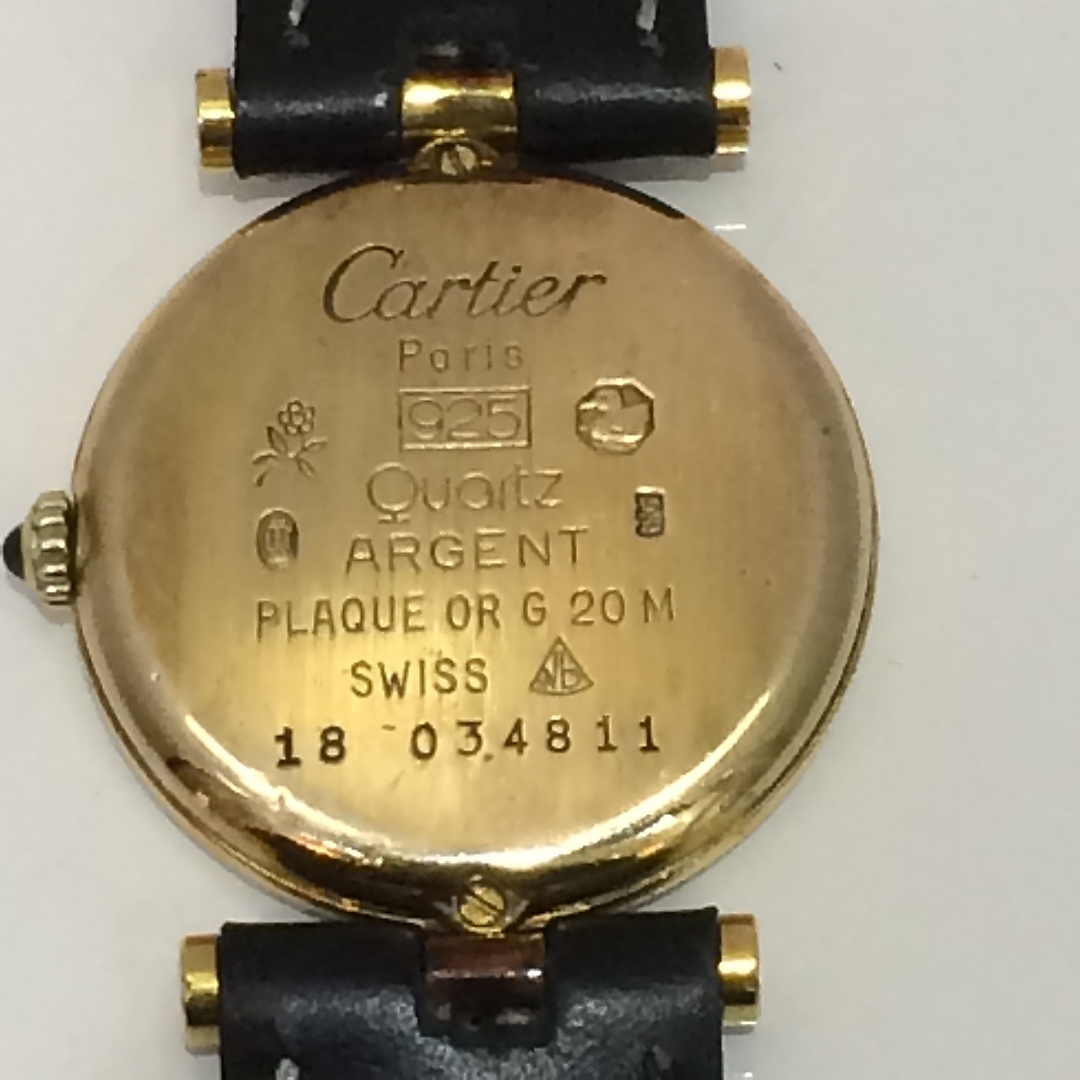 Cartier
Paris
925
Quartz
ARGENT
PLAQUE OR G 20 M
SWISS
18 034811